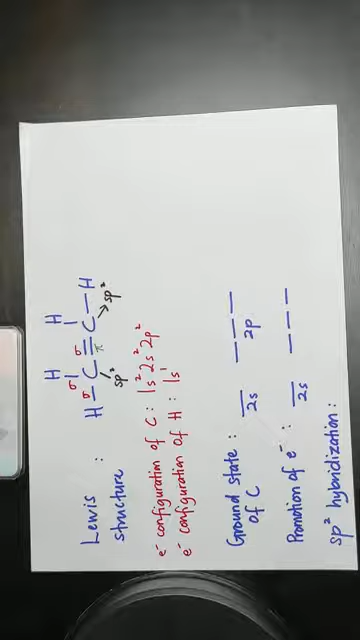 H H
σ σ σ
Lewis : H — C = C — H
structure π
sp² sp²
e⁻ configuration of C : 1s² 2s² 2p²
e⁻ configuration of H : 1s¹
Ground state :
of C
2s 2p
Promotion of e⁻ :
2s
sp² hybridization :